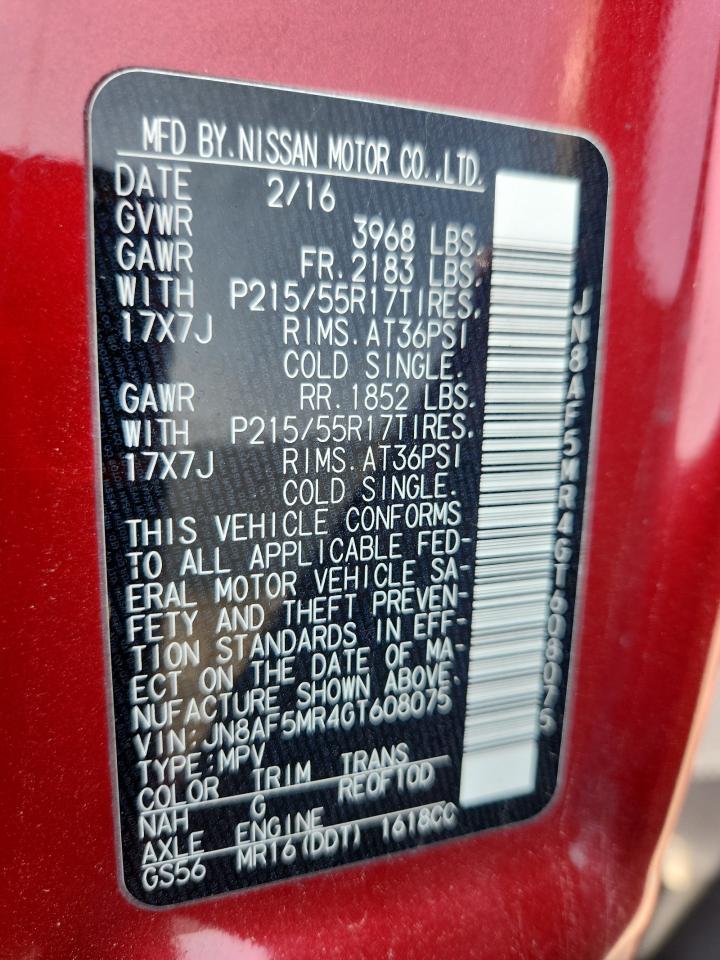 MFD BY.NISSAN MOTOR CO.,LTD.
DATE 2/16
GVWR 3968 LBS.
GAWR FR.2183 LBS.
WITH P215/55R17TIRES.
17X7J RIMS.AT36PSI
COLD SINGLE.
GAWR RR.1852 LBS.
WITH P215/55R17TIRES.
17X7J RIMS.AT36PSI
COLD SINGLE.
THIS VEHICLE CONFORMS
TO ALL APPLICABLE FED-
ERAL MOTOR VEHICLE SA-
FETY AND THEFT PREVEN-
TION STANDARDS IN EFF-
ECT ON THE DATE OF MA-
NUFACTURE SHOWN ABOVE.
VIN:JN8AF5MR4GT608075
TYPE:MPV
COLOR TRIM TRANS
NAH G RE0F10D
AXLE ENGINE
GS56 MR16(DDT) 1618CC
JN8AF5MR4GT608075